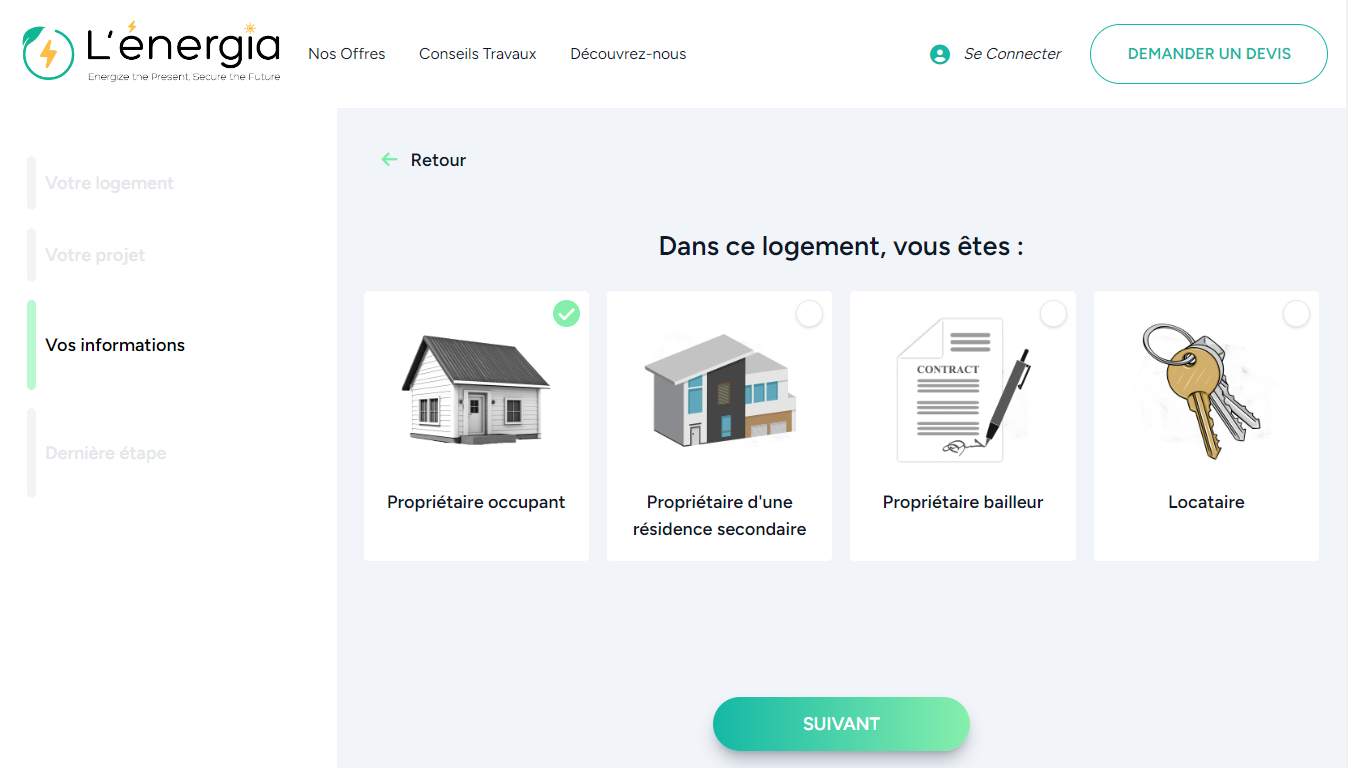 L'énergia
Energize the Present, Secure the Future
Nos Offres
Conseils Travaux
Découvrez-nous
Se Connecter
DEMANDER UN DEVIS
Votre logement
Votre projet
Vos informations
Dernière étape
Retour
Dans ce logement, vous êtes :
CONTRACT
Propriétaire occupant
Propriétaire d'une
résidence secondaire
Propriétaire bailleur
Locataire
SUIVANT